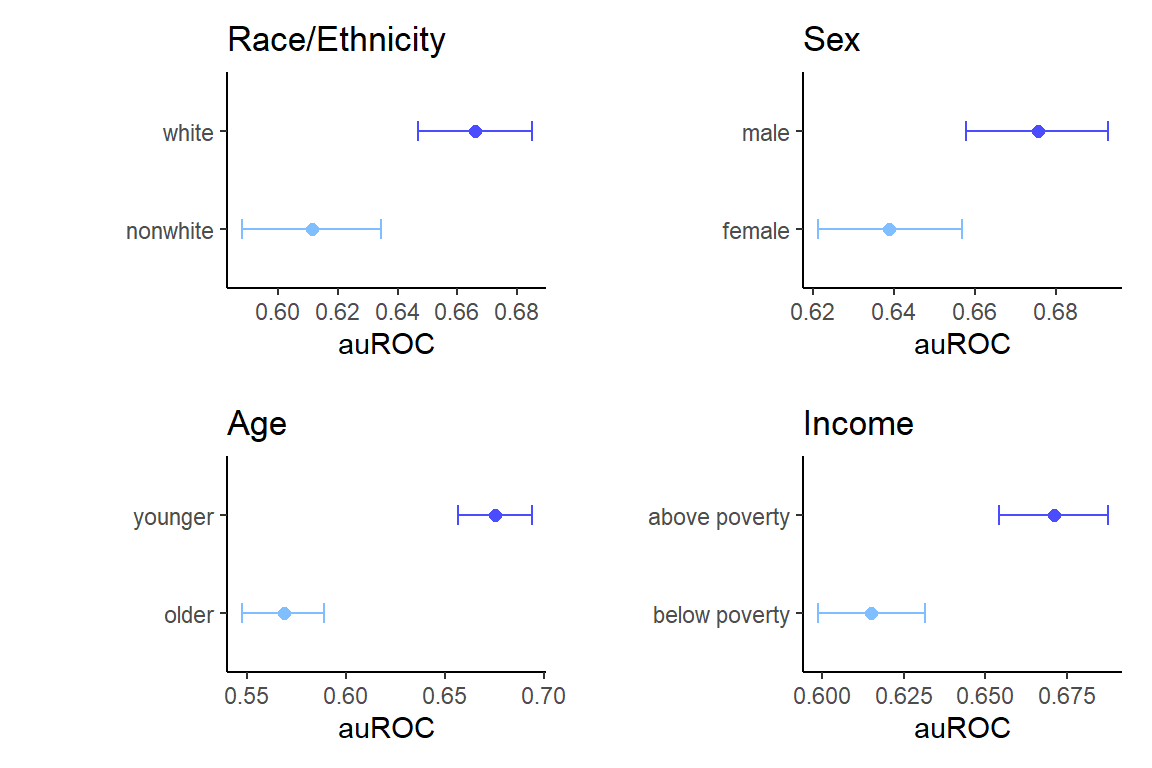 Race/Ethnicity
white
nonwhite
0.60 0.62 0.64 0.66 0.68
auROC
Sex
male
female
0.62 0.64 0.66 0.68
auROC
Age
younger
older
0.55 0.60 0.65 0.70
auROC
Income
above poverty
below poverty
0.600 0.625 0.650 0.675
auROC